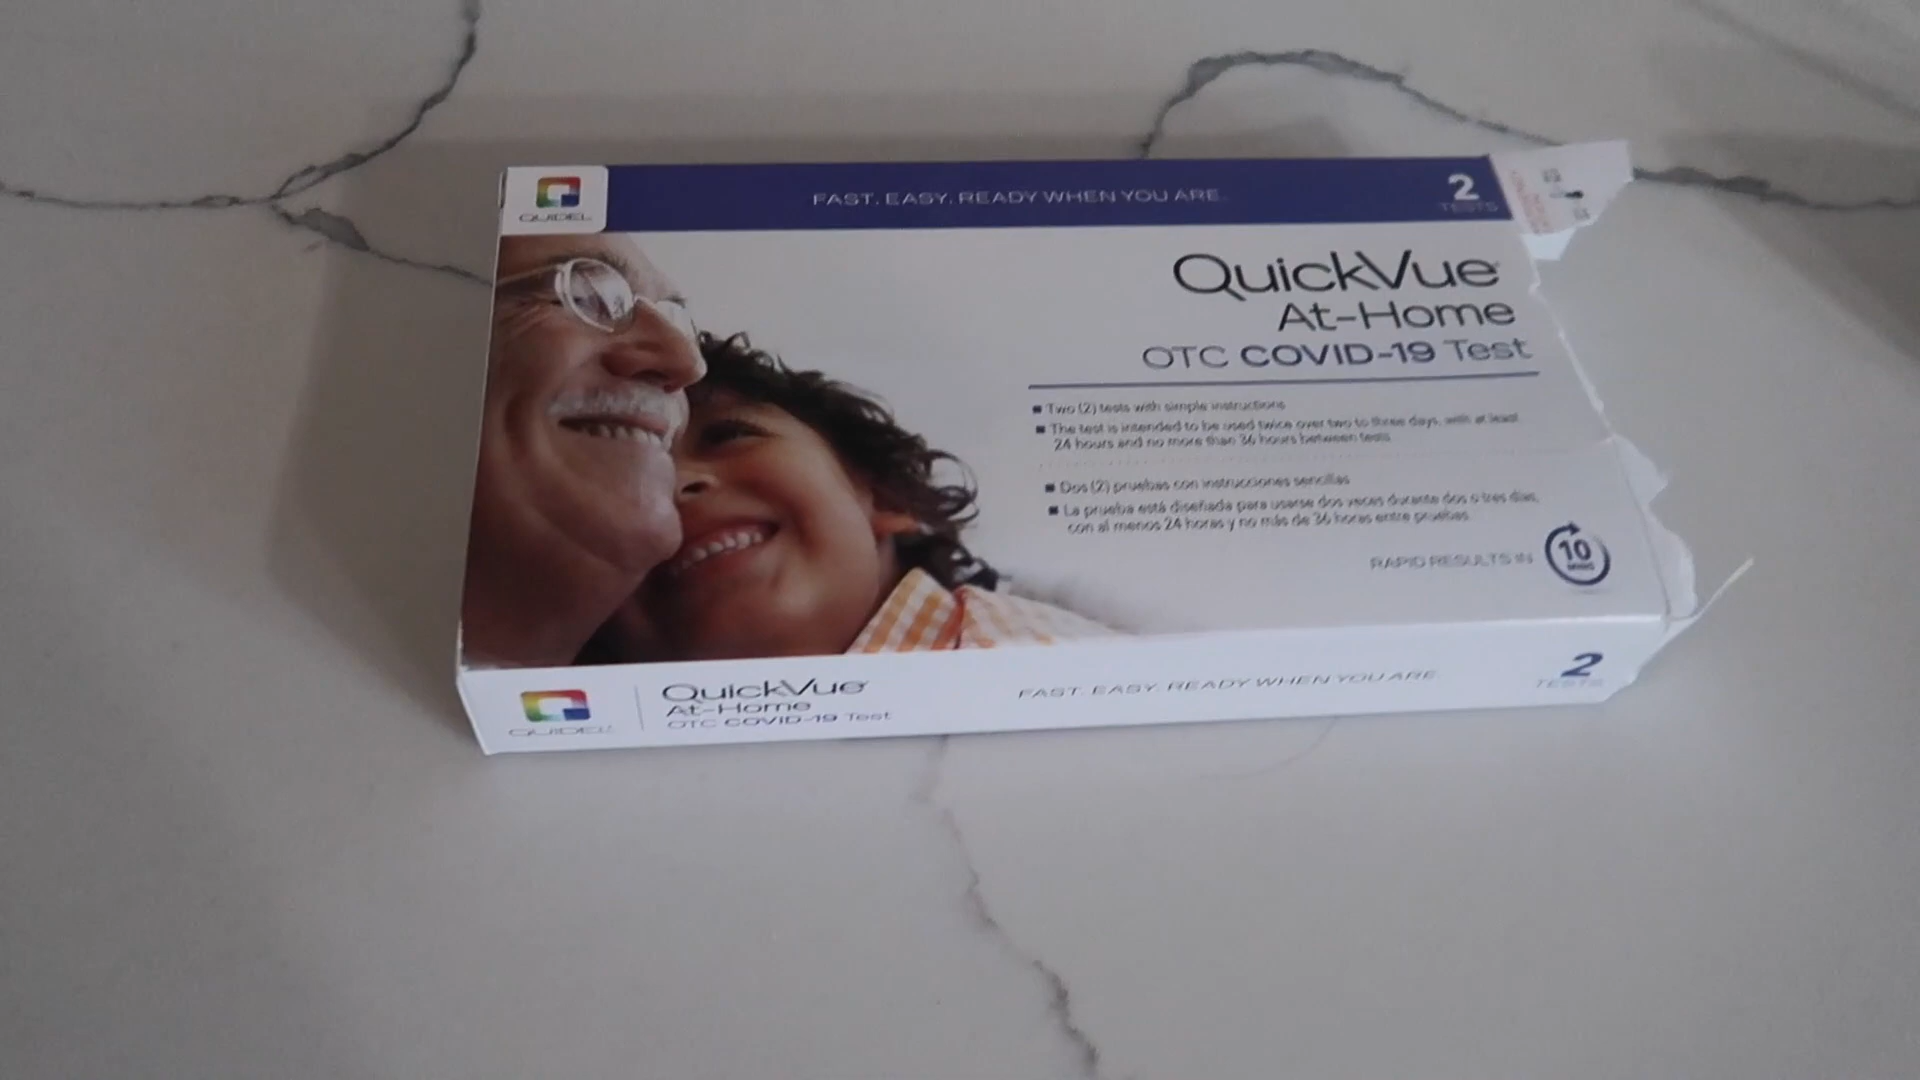 QUIDEL
FAST. EASY. READY WHEN YOU ARE.
2
TESTS
QuickVue
At-Home
OTC COVID-19 Test
Two (2) tests with simple instructions
The test is intended to be used twice over two to three days, with at least
24 hours and no more than 36 hours between tests
Dos (2) pruebas con instrucciones sencillas
La prueba está diseñada para usarse dos veces durante dos o tres días,
con al menos 24 horas y no más de 36 horas entre pruebas
RAPID RESULTS IN
10
MINS
QUIDEL
QuickVue
At-Home
OTC COVID-19 Test
FAST. EASY. READY WHEN YOU ARE.
2
TESTS